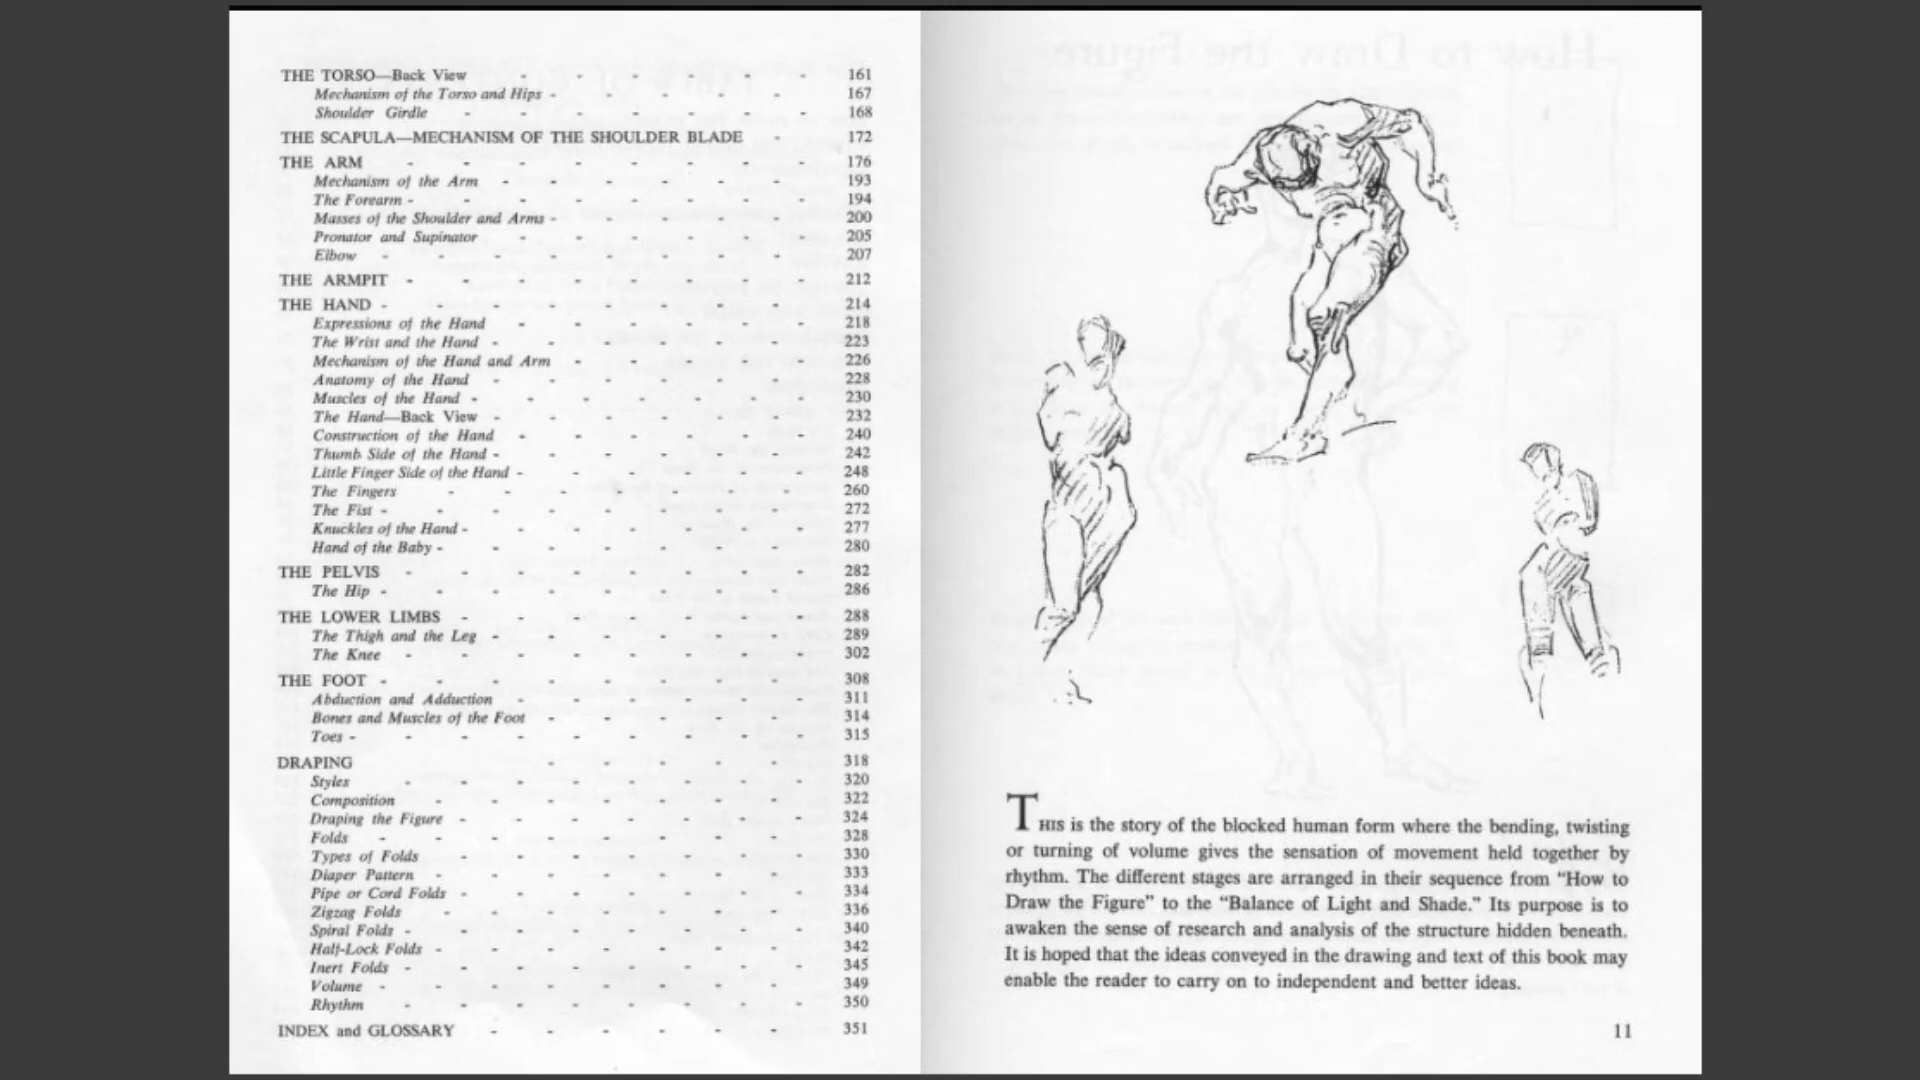 THE TORSO—Back View - - - - - - 161
Mechanism of the Torso and Hips - - - - - 167
Shoulder Girdle - - - - - - 168
THE SCAPULA—MECHANISM OF THE SHOULDER BLADE - 172
THE ARM - - - - - - - - 176
Mechanism of the Arm - - - - - - 193
The Forearm - - - - - - - - 194
Masses of the Shoulder and Arms - - - - - 200
Pronator and Supinator - - - - - - 205
Elbow - - - - - - - - 207
THE ARMPIT - - - - - - - - 212
THE HAND - - - - - - - - 214
Expressions of the Hand - - - - - 218
The Wrist and the Hand - - - - - - 223
Mechanism of the Hand and Arm - - - - 226
Anatomy of the Hand - - - - - - 228
Muscles of the Hand - - - - - - - 230
The Hand—Back View - - - - - - 232
Construction of the Hand - - - - - - 240
Thumb Side of the Hand - - - - - - 242
Little Finger Side of the Hand - - - - - - 248
The Fingers - - - - - - - 260
The Fist - - - - - - - - 272
Knuckles of the Hand - - - - - - - 277
Hand of the Baby - - - - - - - 280
THE PELVIS - - - - - - - - 282
The Hip - - - - - - - - 286
THE LOWER LIMBS - - - - - - - 288
The Thigh and the Leg - - - - - - 289
The Knee - - - - - - - - 302
THE FOOT - - - - - - - - 308
Abduction and Adduction - - - - - - 311
Bones and Muscles of the Foot - - - - - 314
Toes - - - - - - - - - 315
DRAPING - - - - - 318
Styles - - - - - - - - 320
Composition - - - - - - - 322
Draping the Figure - - - - - - - 324
Folds - - - - - - - - 328
Types of Folds - - - - - - - 330
Diaper Pattern - - - - - - - 333
Pipe or Cord Folds - - - - - - - 334
Zigzag Folds - - - - - - - 336
Spiral Folds - - - - - - - - 340
Half-Lock Folds - - - - - - - 342
Inert Folds - - - - - - - - 345
Volume - - - - - - - - 349
Rhythm - - - - - - - - 350
INDEX and GLOSSARY - - - - - - 351
THIS is the story of the blocked human form where the bending, twisting
or turning of volume gives the sensation of movement held together by
rhythm. The different stages are arranged in their sequence from “How to
Draw the Figure” to the “Balance of Light and Shade.” Its purpose is to
awaken the sense of research and analysis of the structure hidden beneath.
It is hoped that the ideas conveyed in the drawing and text of this book may
enable the reader to carry on to independent and better ideas.
11